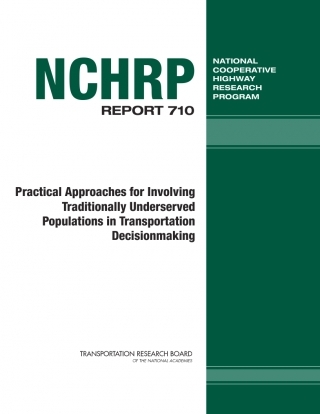 NCHRP
REPORT 710
NATIONAL
COOPERATIVE
HIGHWAY
RESEARCH
PROGRAM
Practical Approaches for Involving
Traditionally Underserved
Populations in Transportation
Decisionmaking
TRANSPORTATION RESEARCH BOARD
OF THE NATIONAL ACADEMIES